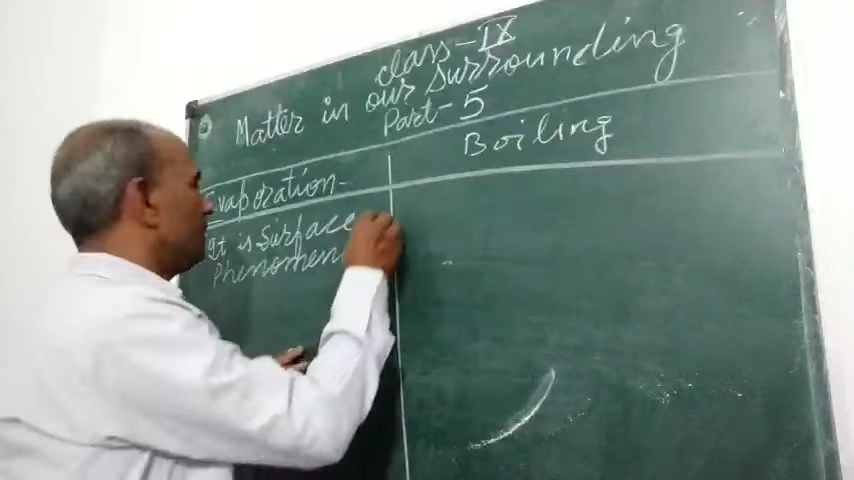 class-IX
Matter in our Surrounding
Part-5
Evaporation-
Boiling
It is Surface
Phenomen